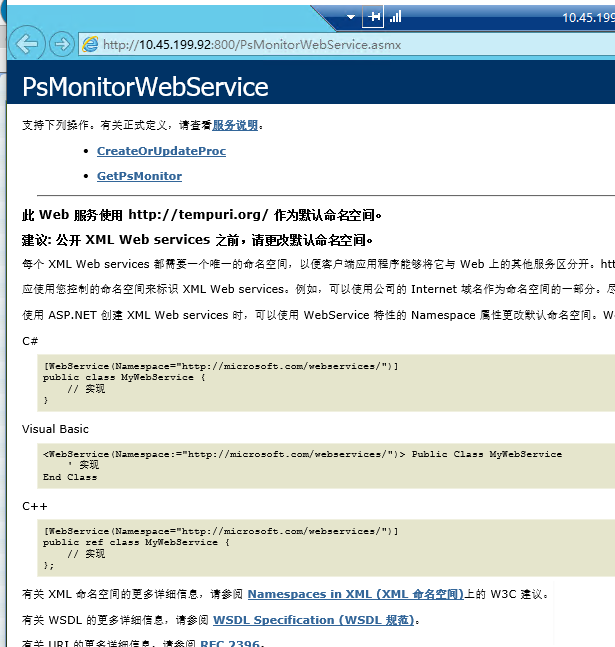 10.45.199
http://10.45.199.92:800/PsMonitorWebService.asmx
PsMonitorWebService
支持下列操作。有关正式定义，请查看服务说明。
CreateOrUpdateProc
GetPsMonitor
此 Web 服务使用 http://tempuri.org/ 作为默认命名空间。
建议: 公开 XML Web services 之前，请更改默认命名空间。
每个 XML Web services 都需要一个唯一的命名空间，以便客户端应用程序能够将它与 Web 上的其他服务区分开。htt
应使用您控制的命名空间来标识 XML Web services。例如，可以使用公司的 Internet 域名作为命名空间的一部分。尽
使用 ASP.NET 创建 XML Web services 时，可以使用 WebService 特性的 Namespace 属性更改默认命名空间。W
C#
[WebService(Namespace="http://microsoft.com/webservices/")]
public class MyWebService {
// 实现
}
Visual Basic
<WebService(Namespace:="http://microsoft.com/webservices/")> Public Class MyWebService
' 实现
End Class
C++
[WebService(Namespace="http://microsoft.com/webservices/")]
public ref class MyWebService {
// 实现
};
有关 XML 命名空间的更多详细信息，请参阅 Namespaces in XML (XML 命名空间)上的 W3C 建议。
有关 WSDL 的更多详细信息，请参阅 WSDL Specification (WSDL 规范)。
有关 URI 的更多详细信息，请参阅 RFC 2396。